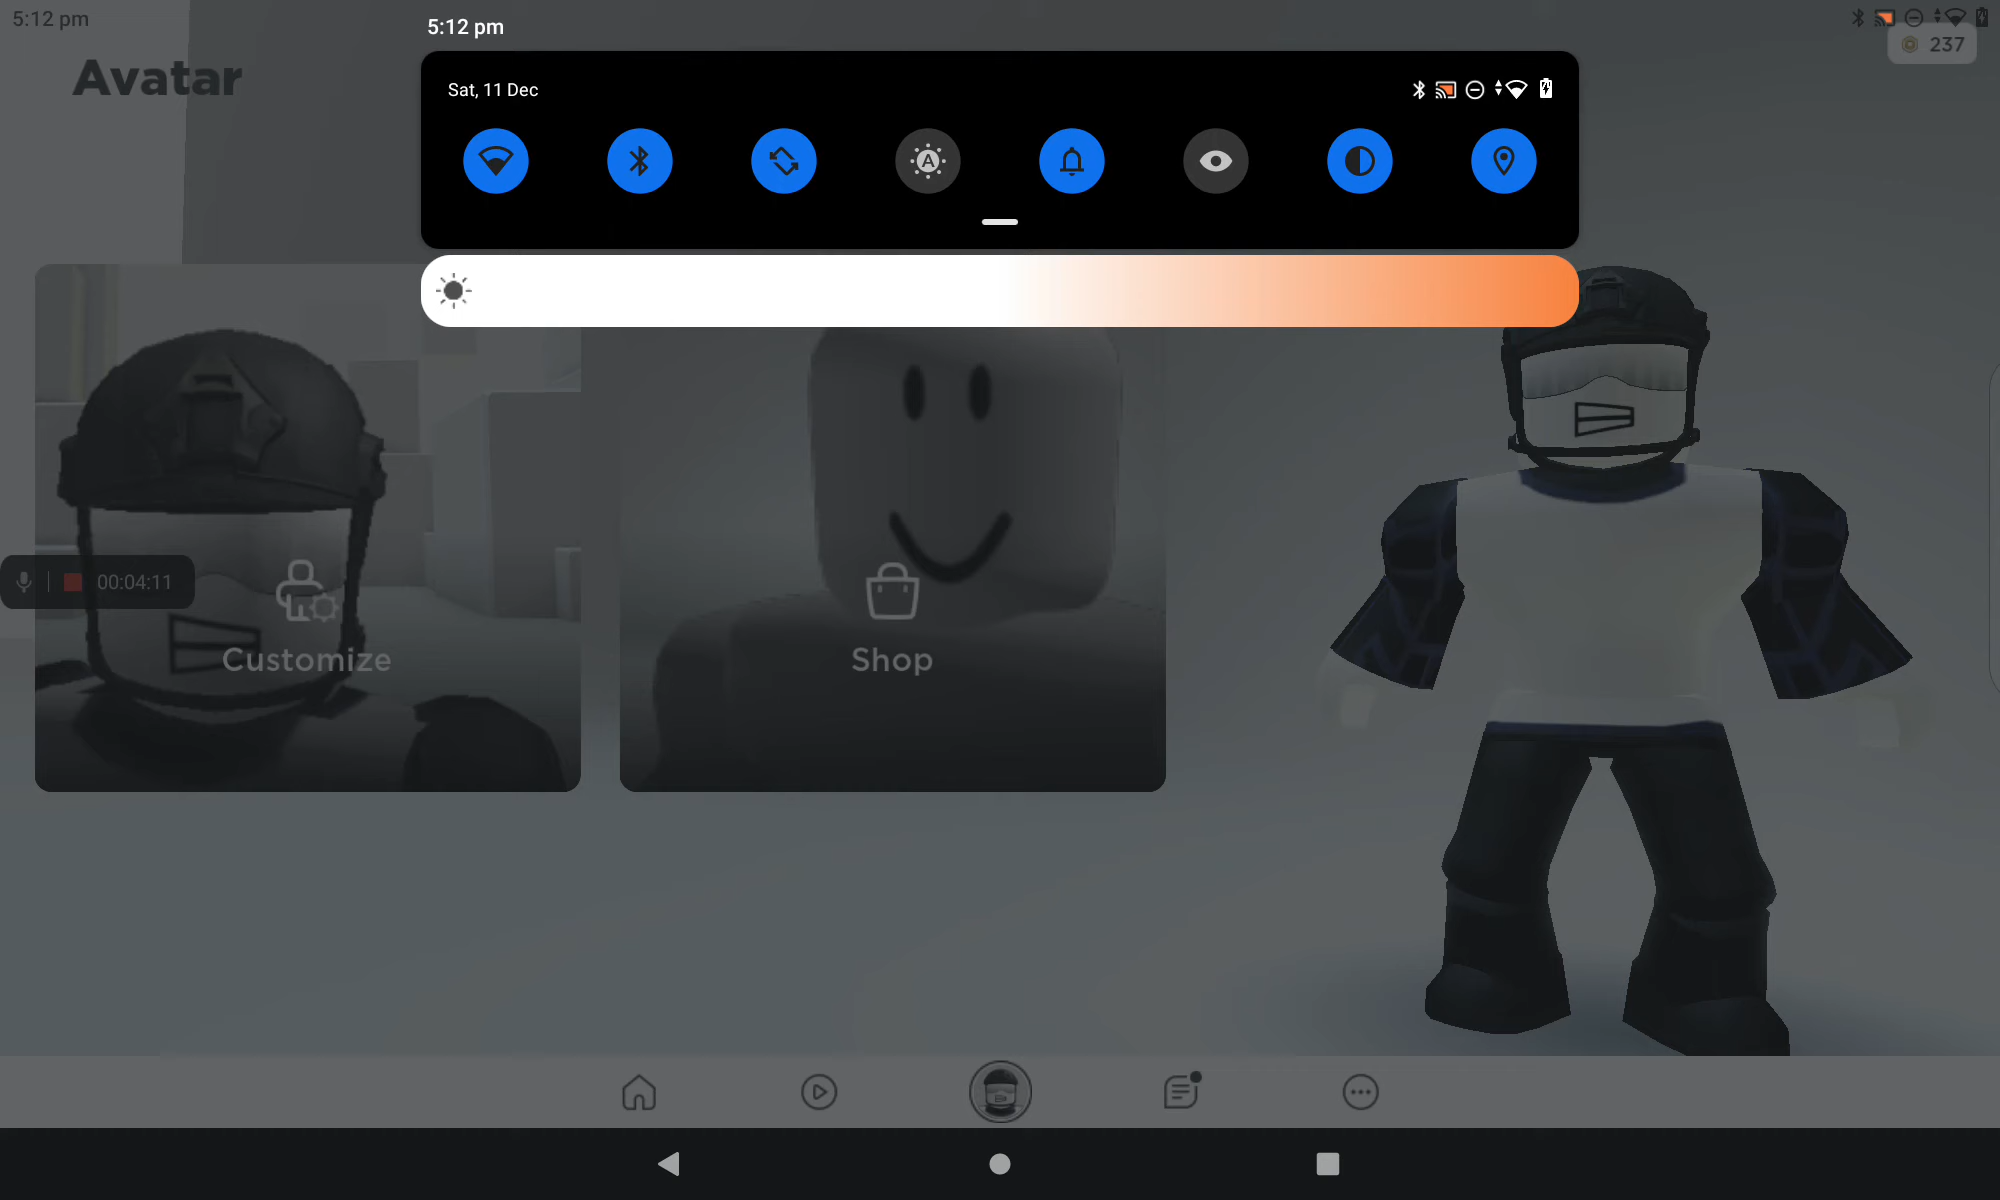 5:12 pm
5:12 pm
237
Avatar
Sat, 11 Dec
A
00:04:11
Customize
Shop